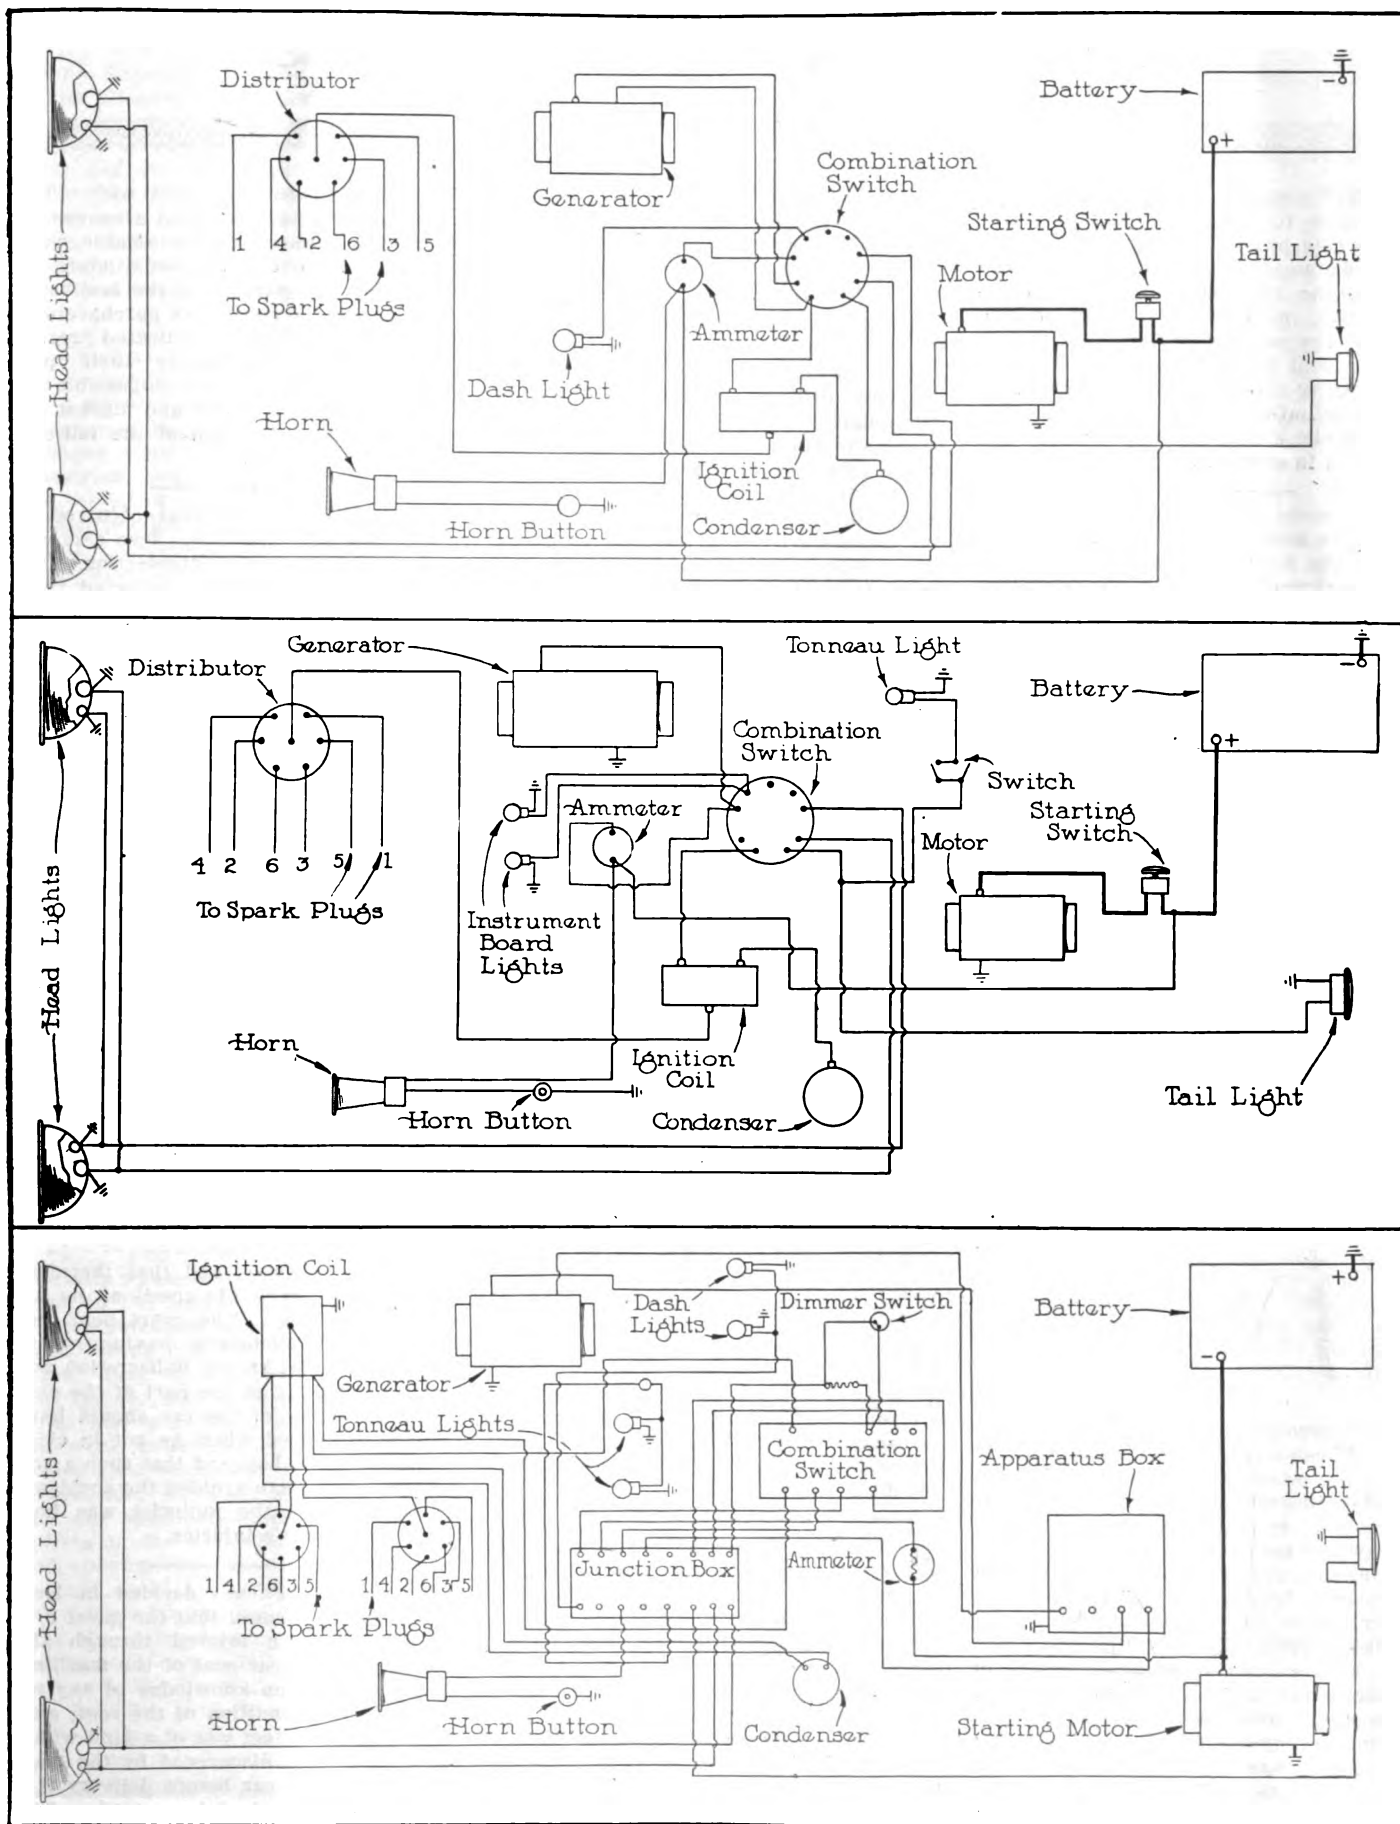 Distributor
Battery
-
+
Combination
Switch
Generator
Starting Switch
1 4 2 6 3 5
Head Lights
Motor
Tail Light
To Spark Plugs
Ammeter
Dash Light
Horn
Ignition
Coil
Horn Button
Condenser
Generator
Tonneau Light
Distributor
Battery
-
+
Combination
Switch
Switch
Ammeter
Starting
Switch
Motor
4 2 6 3 5 1
Head Lights
To Spark Plugs
Instrument
Board
Lights
Horn
Ignition
Coil
Horn Button
Condenser
Tail Light
Ignition Coil
Dash
Lights
Dimmer Switch
Battery
+
-
Generator
Tonneau Lights
Combination
Switch
Apparatus Box
Tail
Light
Head Lights
Junction Box
Ammeter
1 4 2 6 3 5
1 4 2 6 3 5
To Spark Plugs
Horn
Horn Button
Condenser
Starting Motor